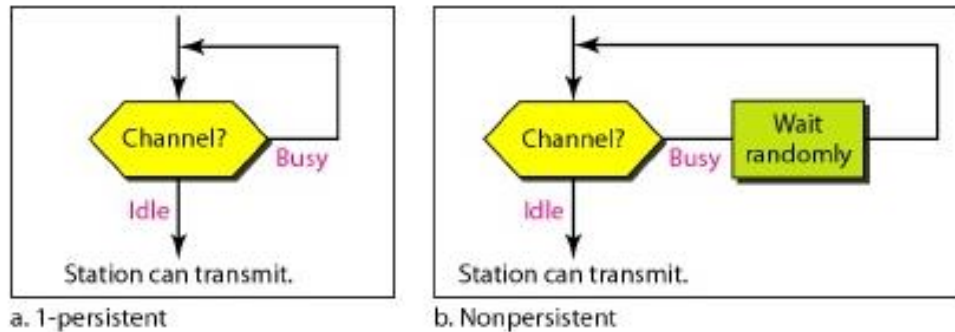 Channel?
Busy
Idle
Station can transmit.
a. 1-persistent
Channel?
Busy
Wait
randomly
Idle
Station can transmit.
b. Nonpersistent